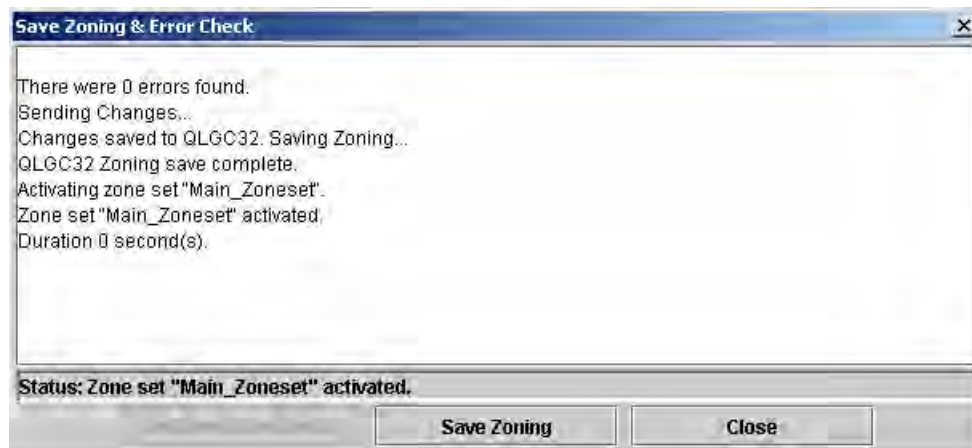 Save Zoning & Error Check
There were 0 errors found.
Sending Changes...
Changes saved to QLGC32. Saving Zoning...
QLGC32 Zoning save complete.
Activating zone set "Main_Zoneset".
Zone set "Main_Zoneset" activated.
Duration 0 second(s).
Status: Zone set "Main_Zoneset" activated.
Save Zoning
Close